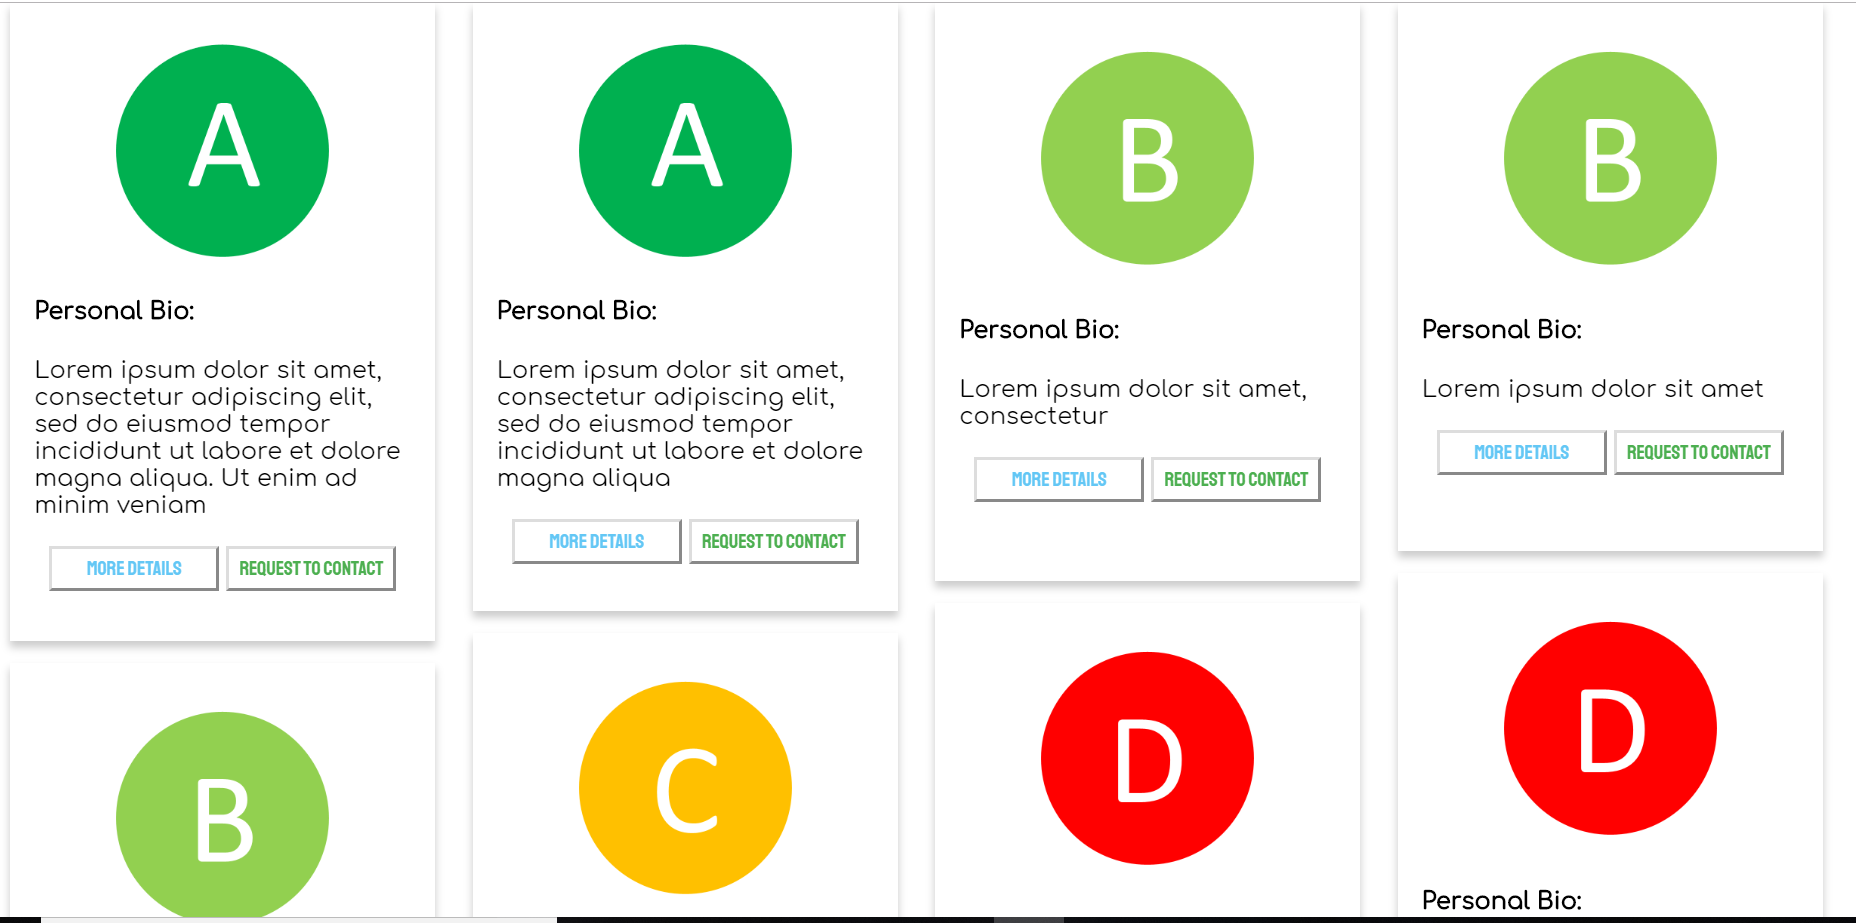 A
Personal Bio:
Lorem ipsum dolor sit amet,
consectetur adipiscing elit,
sed do eiusmod tempor
incididunt ut labore et dolore
magna aliqua. Ut enim ad
minim veniam
MORE DETAILS
REQUEST TO CONTACT
A
Personal Bio:
Lorem ipsum dolor sit amet,
consectetur adipiscing elit,
sed do eiusmod tempor
incididunt ut labore et dolore
magna aliqua
MORE DETAILS
REQUEST TO CONTACT
B
Personal Bio:
Lorem ipsum dolor sit amet,
consectetur
MORE DETAILS
REQUEST TO CONTACT
B
Personal Bio:
Lorem ipsum dolor sit amet
MORE DETAILS
REQUEST TO CONTACT
B
C
D
D
Personal Bio: